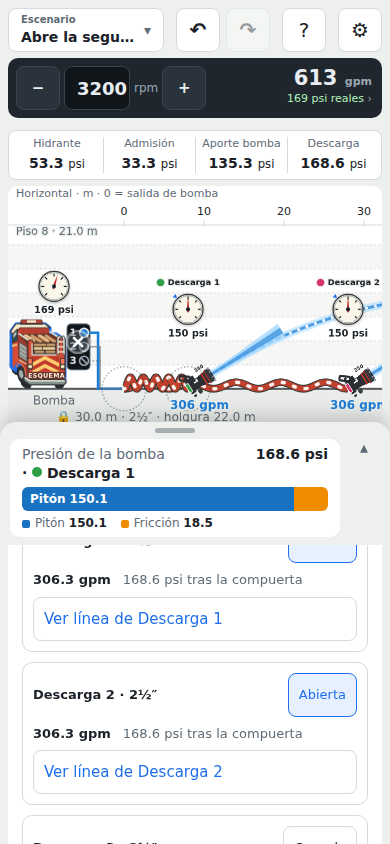 Escenario
Abre la segu… ▾
↶ ↷ ? ⚙
− 3200 rpm +
613 gpm
169 psi reales ›
Hidrante Admisión Aporte bomba Descarga
53.3 psi 33.3 psi 135.3 psi 168.6 psi
Horizontal · m · 0 = salida de bomba
0 10 20 30
Piso 8 · 21.0 m
Descarga 1 Descarga 2
169 psi
150 psi 150 psi
1
3
ESQUEMA
350 350
Bomba
306 gpm 306 gpm
30.0 m · 2½″ · holgura 22.0 m
Presión de la bomba 168.6 psi
· Descarga 1
Pitón 150.1
Pitón 150.1 Fricción 18.5
306.3 gpm 168.6 psi tras la compuerta
Ver línea de Descarga 1
Descarga 2 · 2½″ Abierta
306.3 gpm 168.6 psi tras la compuerta
Ver línea de Descarga 2